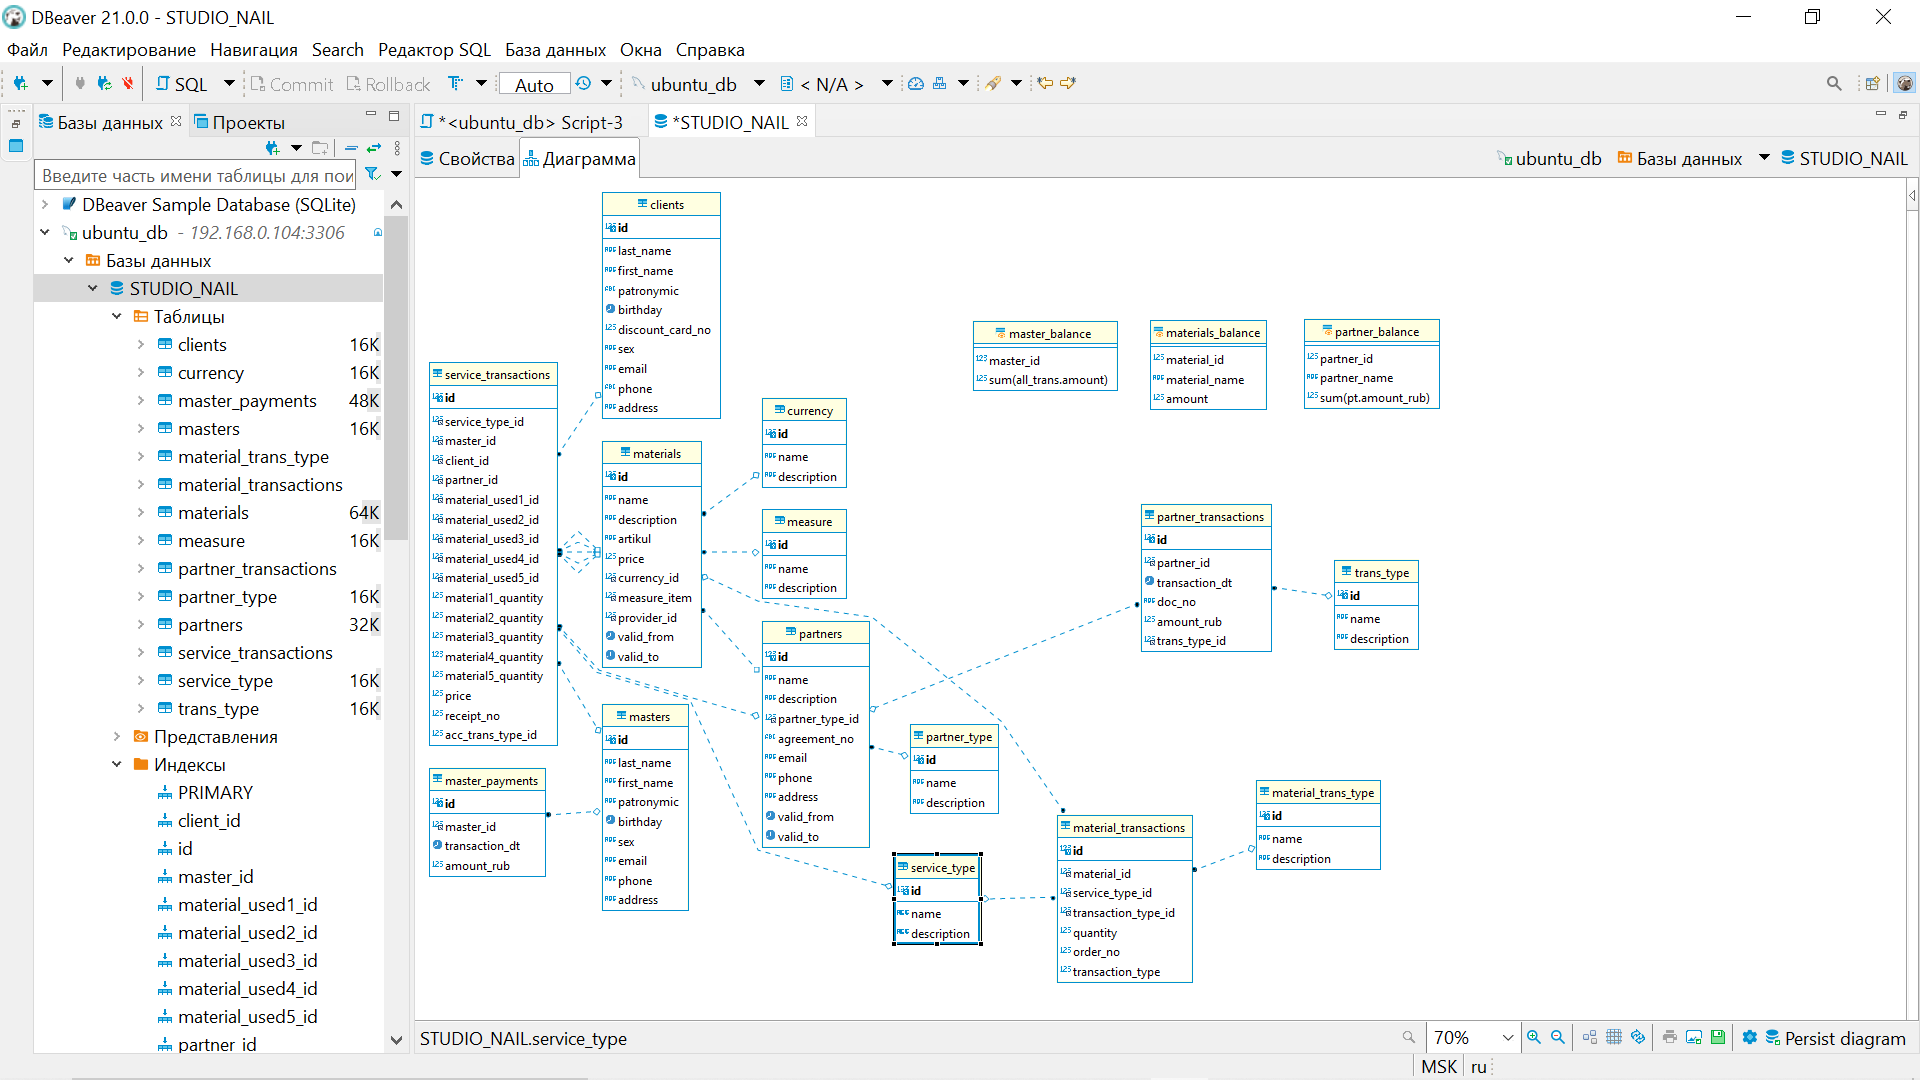 DBeaver 21.0.0 - STUDIO_NAIL
Файл Редактирование Навигация Search Редактор SQL База данных Окна Справка
SQL Commit Rollback Auto ubuntu_db < N/A >
Базы данных Проекты
*<ubuntu_db> Script-3 *STUDIO_NAIL
Свойства Диаграмма ubuntu_db Базы данных STUDIO_NAIL
Введите часть имени таблицы для пои
DBeaver Sample Database (SQLite)
ubuntu_db - 192.168.0.104:3306
Базы данных
STUDIO_NAIL
Таблицы
clients 16K
currency 16K
master_payments 48K
masters 16K
material_trans_type
material_transactions
materials 64K
measure 16K
partner_transactions
partner_type 16K
partners 32K
service_transactions
service_type 16K
trans_type 16K
Представления
Индексы
PRIMARY
client_id
id
master_id
material_used1_id
material_used2_id
material_used3_id
material_used4_id
material_used5_id
partner_id
clients
id
last_name
first_name
patronymic
birthday
discount_card_no
sex
email
phone
address
service_transactions
id
service_type_id
master_id
client_id
partner_id
material_used1_id
material_used2_id
material_used3_id
material_used4_id
material_used5_id
material1_quantity
material2_quantity
material3_quantity
material4_quantity
material5_quantity
price
receipt_no
acc_trans_type_id
master_payments
id
master_id
transaction_dt
amount_rub
materials
id
name
description
artikul
price
currency_id
measure_item
provider_id
valid_from
valid_to
masters
id
last_name
first_name
patronymic
birthday
sex
email
phone
address
currency
id
name
description
measure
id
name
description
partners
id
name
description
partner_type_id
agreement_no
email
phone
address
valid_from
valid_to
partner_type
id
name
description
service_type
id
name
description
master_balance
master_id
sum(all_trans.amount)
materials_balance
material_id
material_name
amount
partner_balance
partner_id
partner_name
sum(pt.amount_rub)
partner_transactions
id
partner_id
transaction_dt
doc_no
amount_rub
trans_type_id
trans_type
id
name
description
material_transactions
id
material_id
service_type_id
transaction_type_id
quantity
order_no
transaction_type
material_trans_type
id
name
description
STUDIO_NAIL.service_type 70% Persist diagram
MSK ru